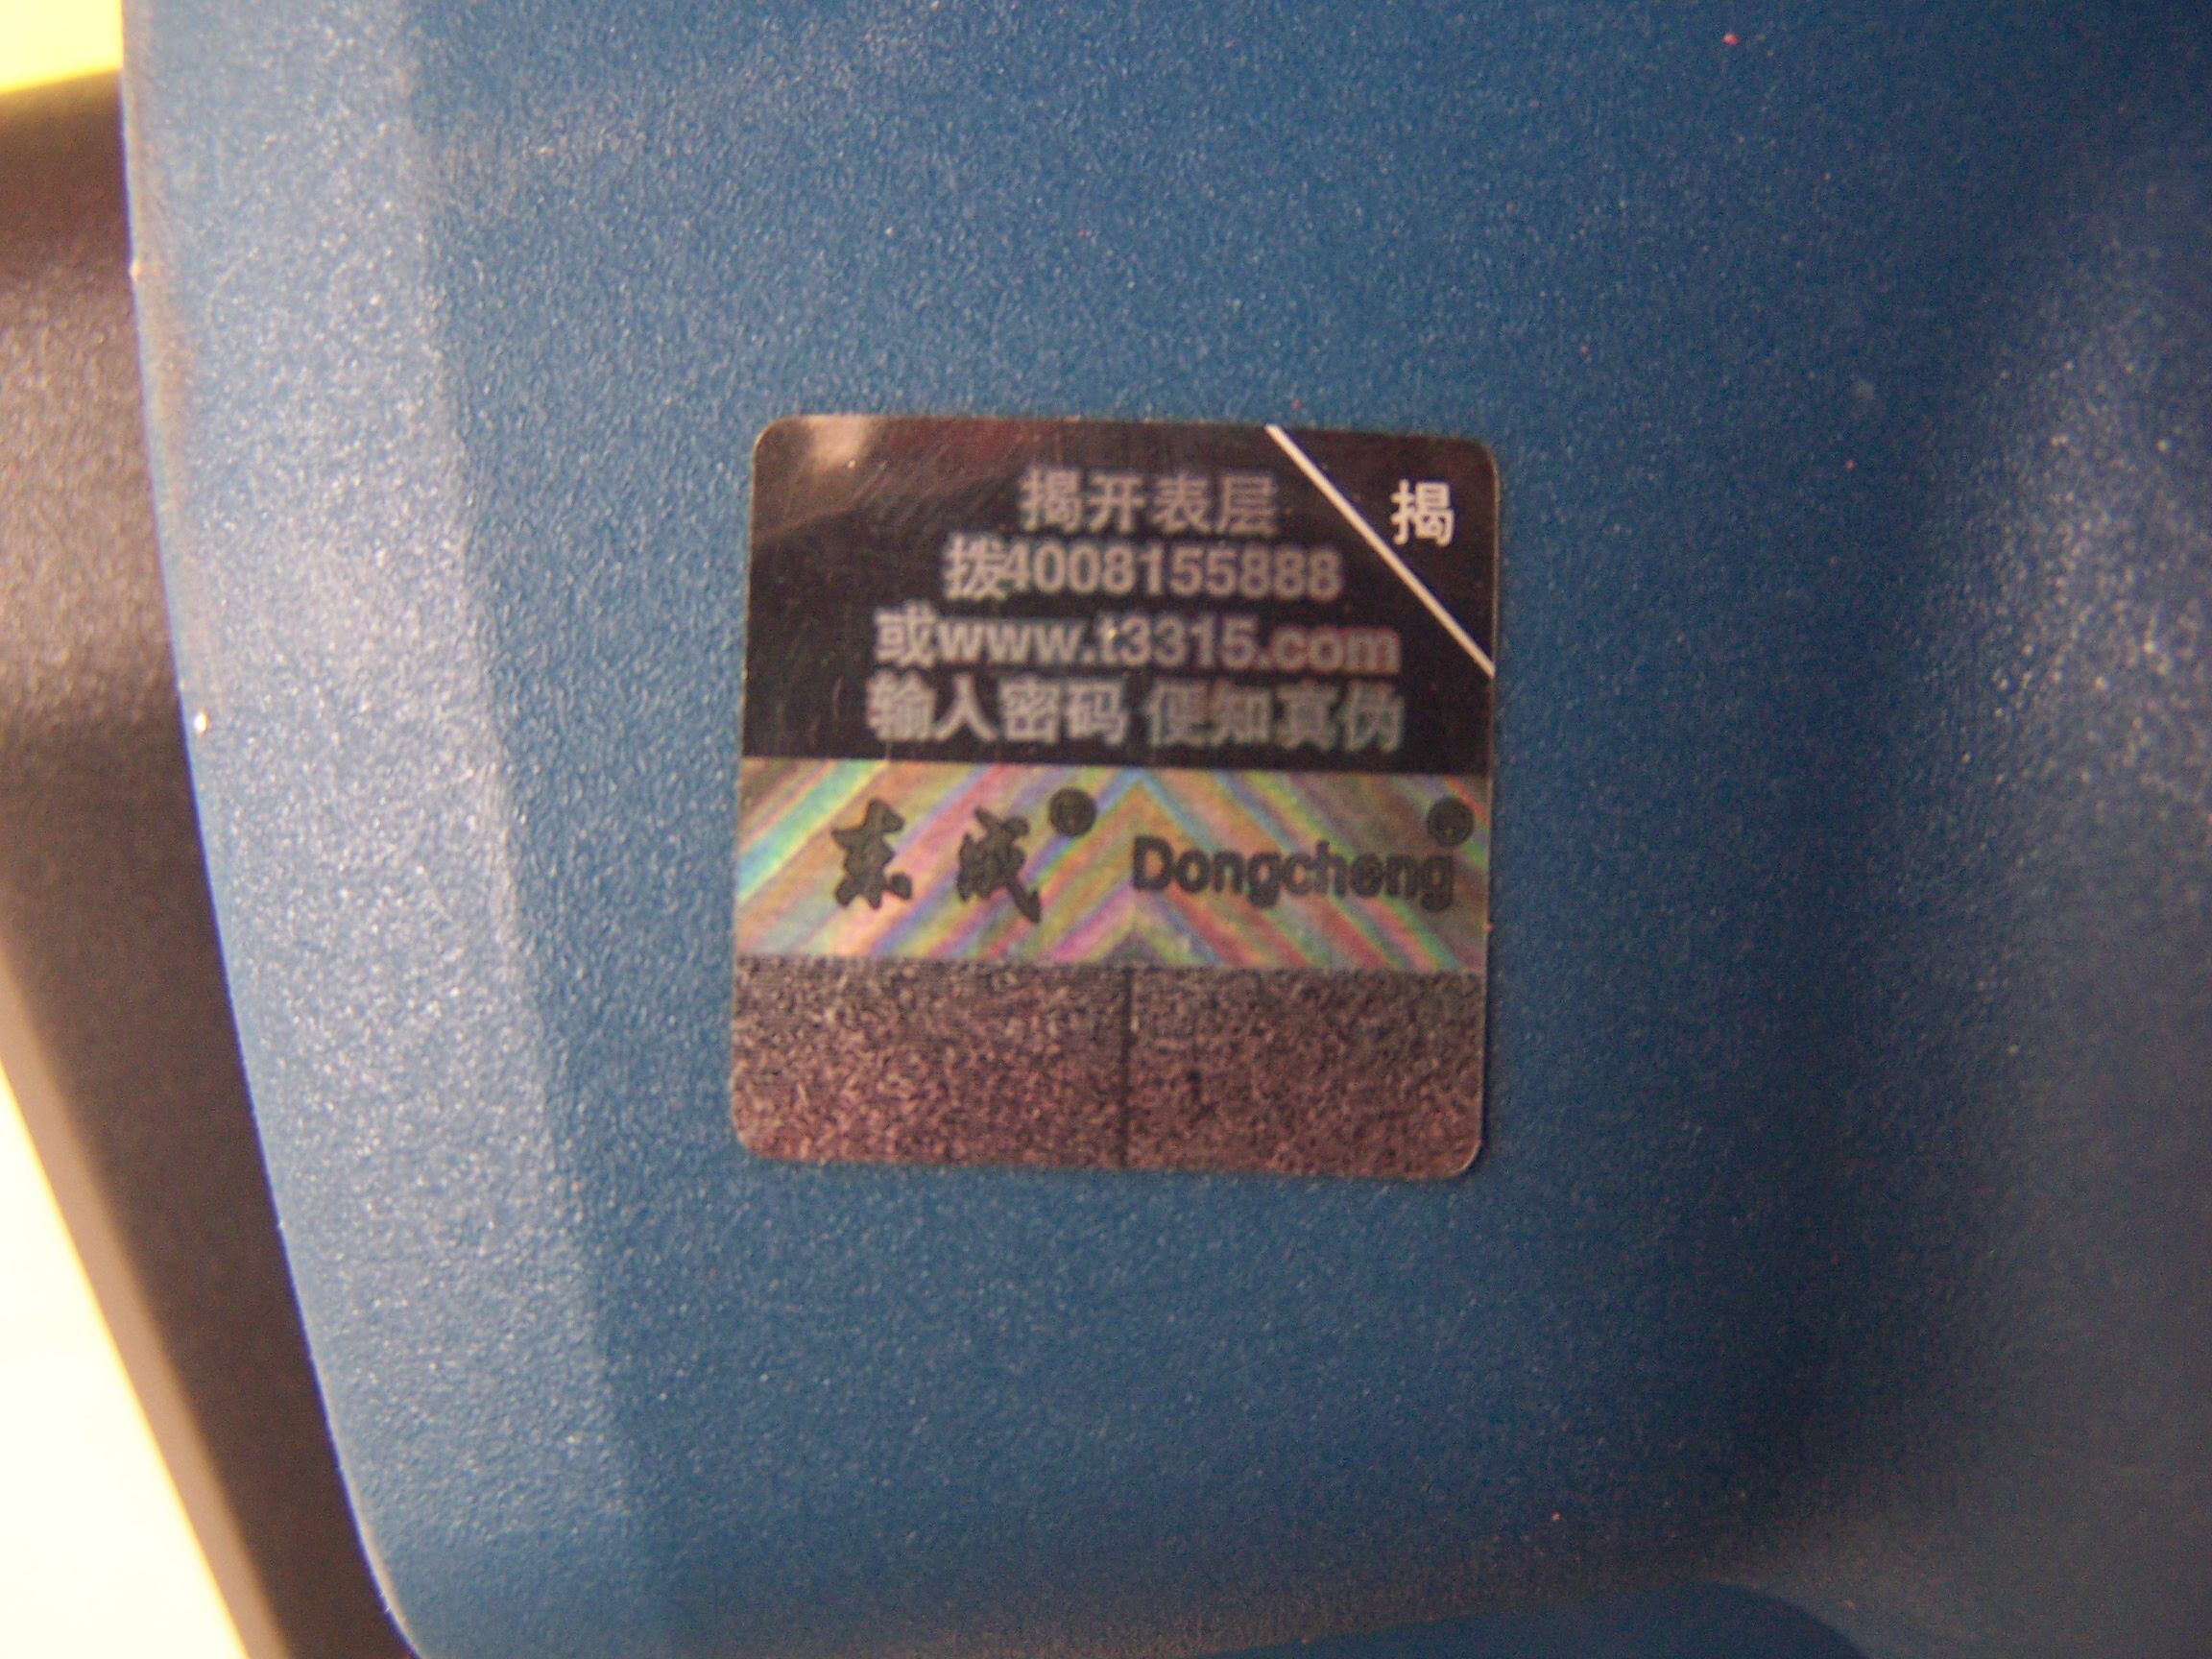 揭开表层
揭
拨4008155888
或www.t3315.com
输入密码 便知真伪
东成® Dongcheng®